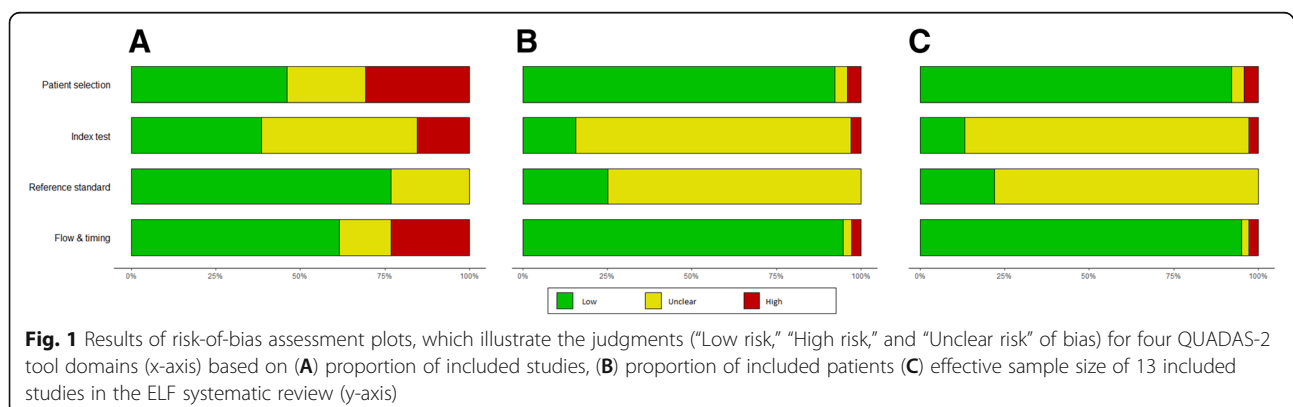 A B C
Patient selection
Index test
Reference standard
Flow & timing
0% 25% 50% 75% 100% 0% 25% 50% 75% 100% 0% 25% 50% 75% 100%
Low Unclear High
Fig. 1 Results of risk-of-bias assessment plots, which illustrate the judgments (“Low risk,” “High risk,” and “Unclear risk” of bias) for four QUADAS-2
tool domains (x-axis) based on (A) proportion of included studies, (B) proportion of included patients (C) effective sample size of 13 included
studies in the ELF systematic review (y-axis)